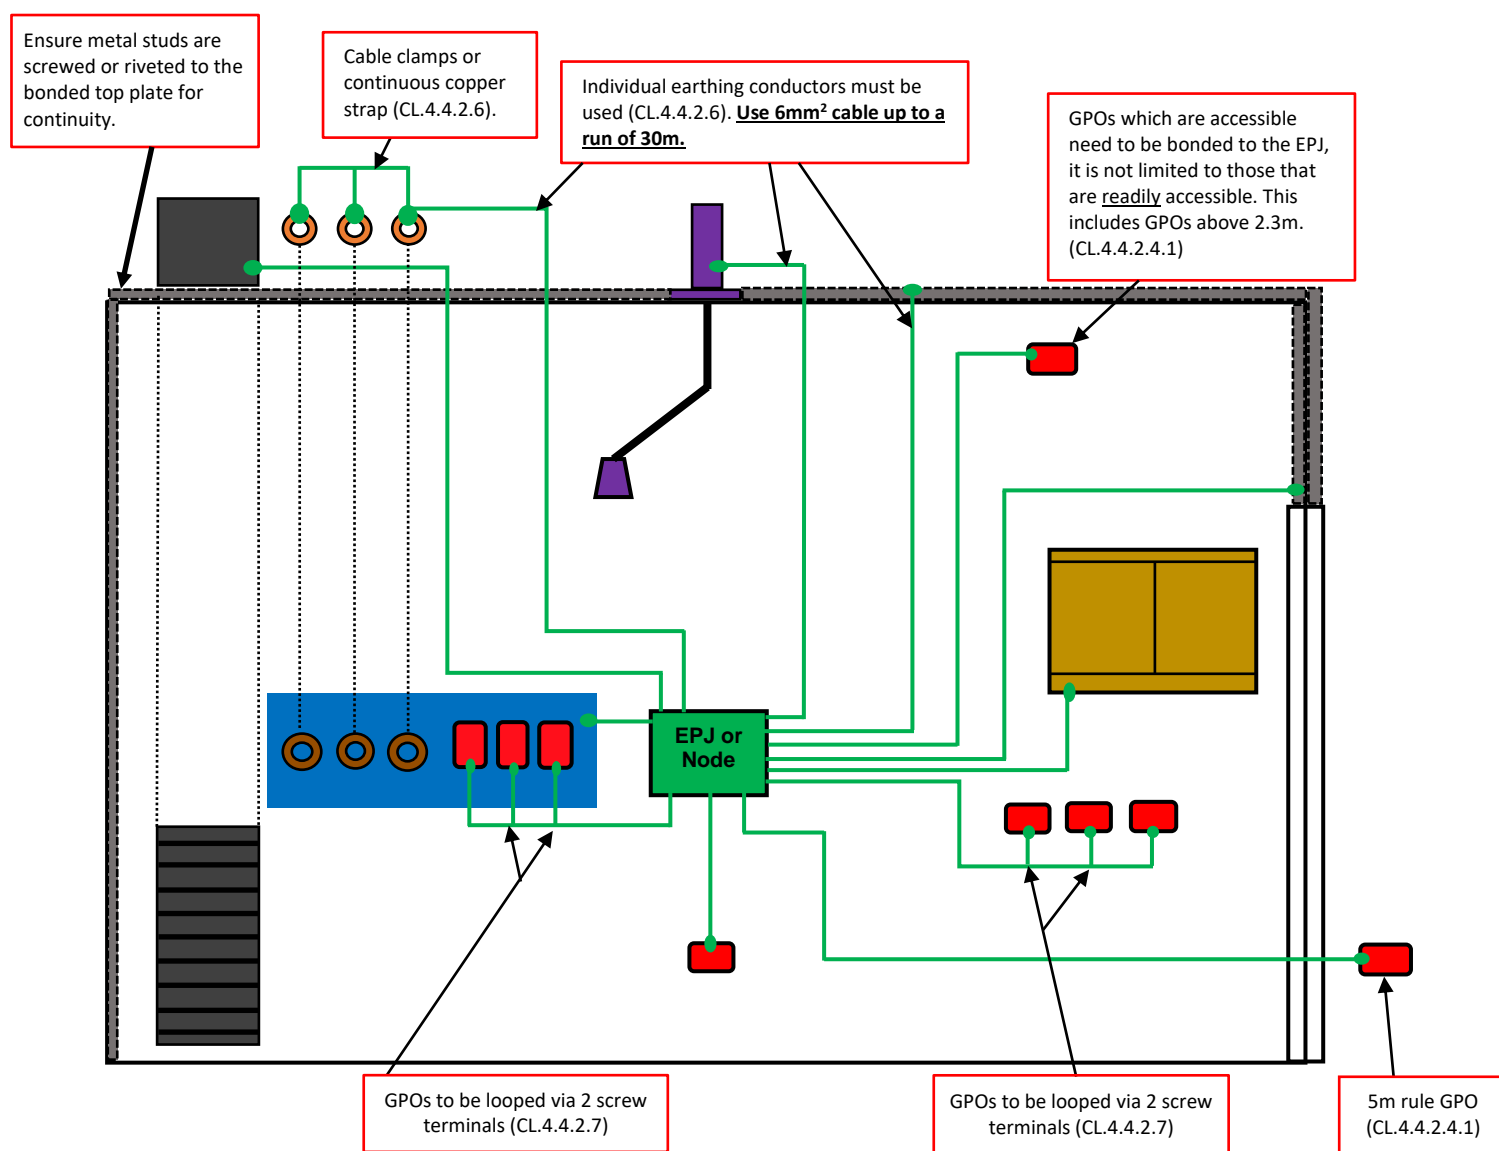 Ensure metal studs are
screwed or riveted to the
bonded top plate for
continuity.
Cable clamps or
continuous copper
strap (CL.4.4.2.6).
Individual earthing conductors must be
used (CL.4.4.2.6). Use 6mm² cable up to a
run of 30m.
GPOs which are accessible
need to be bonded to the EPJ,
it is not limited to those that
are readily accessible. This
includes GPOs above 2.3m.
(CL.4.4.2.4.1)
EPJ or
Node
GPOs to be looped via 2 screw
terminals (CL.4.4.2.7)
GPOs to be looped via 2 screw
terminals (CL.4.4.2.7)
5m rule GPO
(CL.4.4.2.4.1)